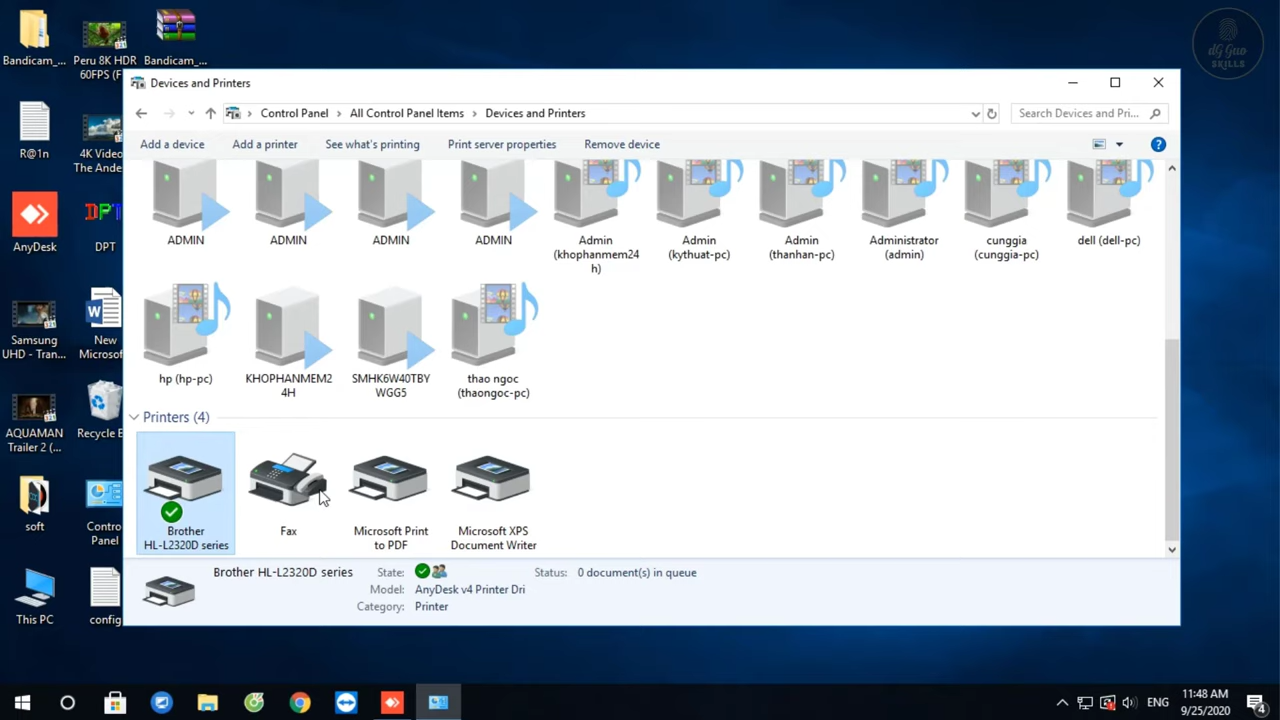 Bandicam_...
Peru 8K HDR
60FPS (F
Bandicam_...
dG Guo
SKILLS
Devices and Printers
Control Panel
All Control Panel Items
Devices and Printers
Search Devices and Pri...
Add a device
Add a printer
See what's printing
Print server properties
Remove device
R@1n
4K Video
The Ande
AnyDesk
DPT
DPT
ADMIN
ADMIN
ADMIN
ADMIN
Admin
(khophanmem24
h)
Admin
(kythuat-pc)
Admin
(thanhan-pc)
Administrator
(admin)
cunggia
(cunggia-pc)
dell (dell-pc)
Samsung
UHD - Tran...
New
Microsof
hp (hp-pc)
KHOPHANMEM2
4H
SMHK6W40TBY
WGG5
thao ngoc
(thaongoc-pc)
AQUAMAN
Trailer 2 (...
Recycle B
Printers (4)
soft
Contro
Panel
Brother
HL-L2320D series
Fax
Microsoft Print
to PDF
Microsoft XPS
Document Writer
This PC
config
Brother HL-L2320D series
State:
Status:
0 document(s) in queue
Model:
AnyDesk v4 Printer Dri
Category:
Printer
ENG
11:48 AM
9/25/2020
4